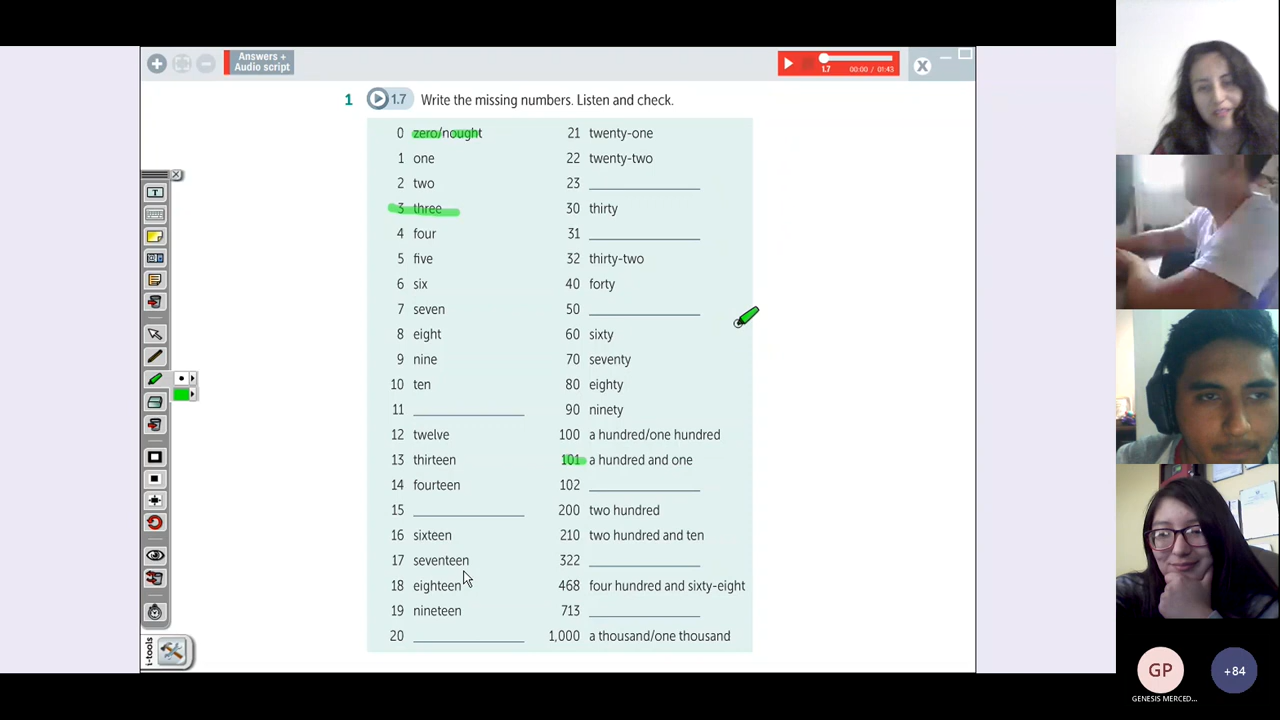 Answers +
Audio script
1.7 00:00 / 01:43
1 1.7 Write the missing numbers. Listen and check.
0 zero/nought
1 one
2 two
3 three
4 four
5 five
6 six
7 seven
8 eight
9 nine
10 ten
11
12 twelve
13 thirteen
14 fourteen
15
16 sixteen
17 seventeen
18 eighteen
19 nineteen
20
21 twenty-one
22 twenty-two
23
30 thirty
31
32 thirty-two
40 forty
50
60 sixty
70 seventy
80 eighty
90 ninety
100 a hundred/one hundred
101 a hundred and one
102
200 two hundred
210 two hundred and ten
322
468 four hundred and sixty-eight
713
1,000 a thousand/one thousand
T
i-tools
GP
GENESIS MERCED...
+84